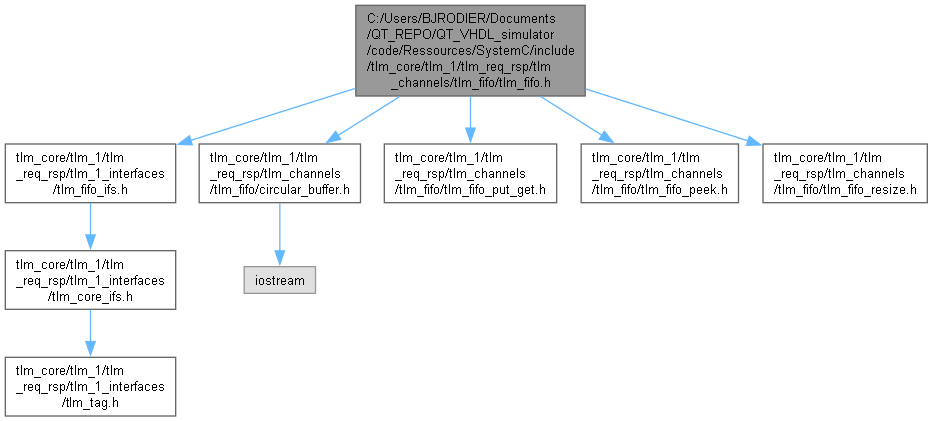 C:/Users/BJRODIER/Documents
/QT_REPO/QT_VHDL_simulator
/code/Ressources/SystemC/include
/tlm_core/tlm_1/tlm_req_rsp/tlm
_channels/tlm_fifo/tlm_fifo.h
tlm_core/tlm_1/tlm
_req_rsp/tlm_1_interfaces
/tlm_fifo_ifs.h
tlm_core/tlm_1/tlm
_req_rsp/tlm_channels
/tlm_fifo/circular_buffer.h
tlm_core/tlm_1/tlm
_req_rsp/tlm_channels
/tlm_fifo/tlm_fifo_put_get.h
tlm_core/tlm_1/tlm
_req_rsp/tlm_channels
/tlm_fifo/tlm_fifo_peek.h
tlm_core/tlm_1/tlm
_req_rsp/tlm_channels
/tlm_fifo/tlm_fifo_resize.h
tlm_core/tlm_1/tlm
_req_rsp/tlm_1_interfaces
/tlm_core_ifs.h
iostream
tlm_core/tlm_1/tlm
_req_rsp/tlm_1_interfaces
/tlm_tag.h